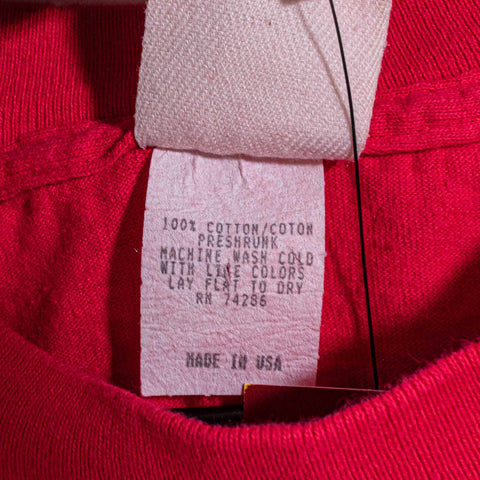 100% COTTON/COTON
PRESHRUNK
MACHINE WASH COLD
WITH LIKE COLORS
LAY FLAT TO DRY
RN 74286
MADE IN USA